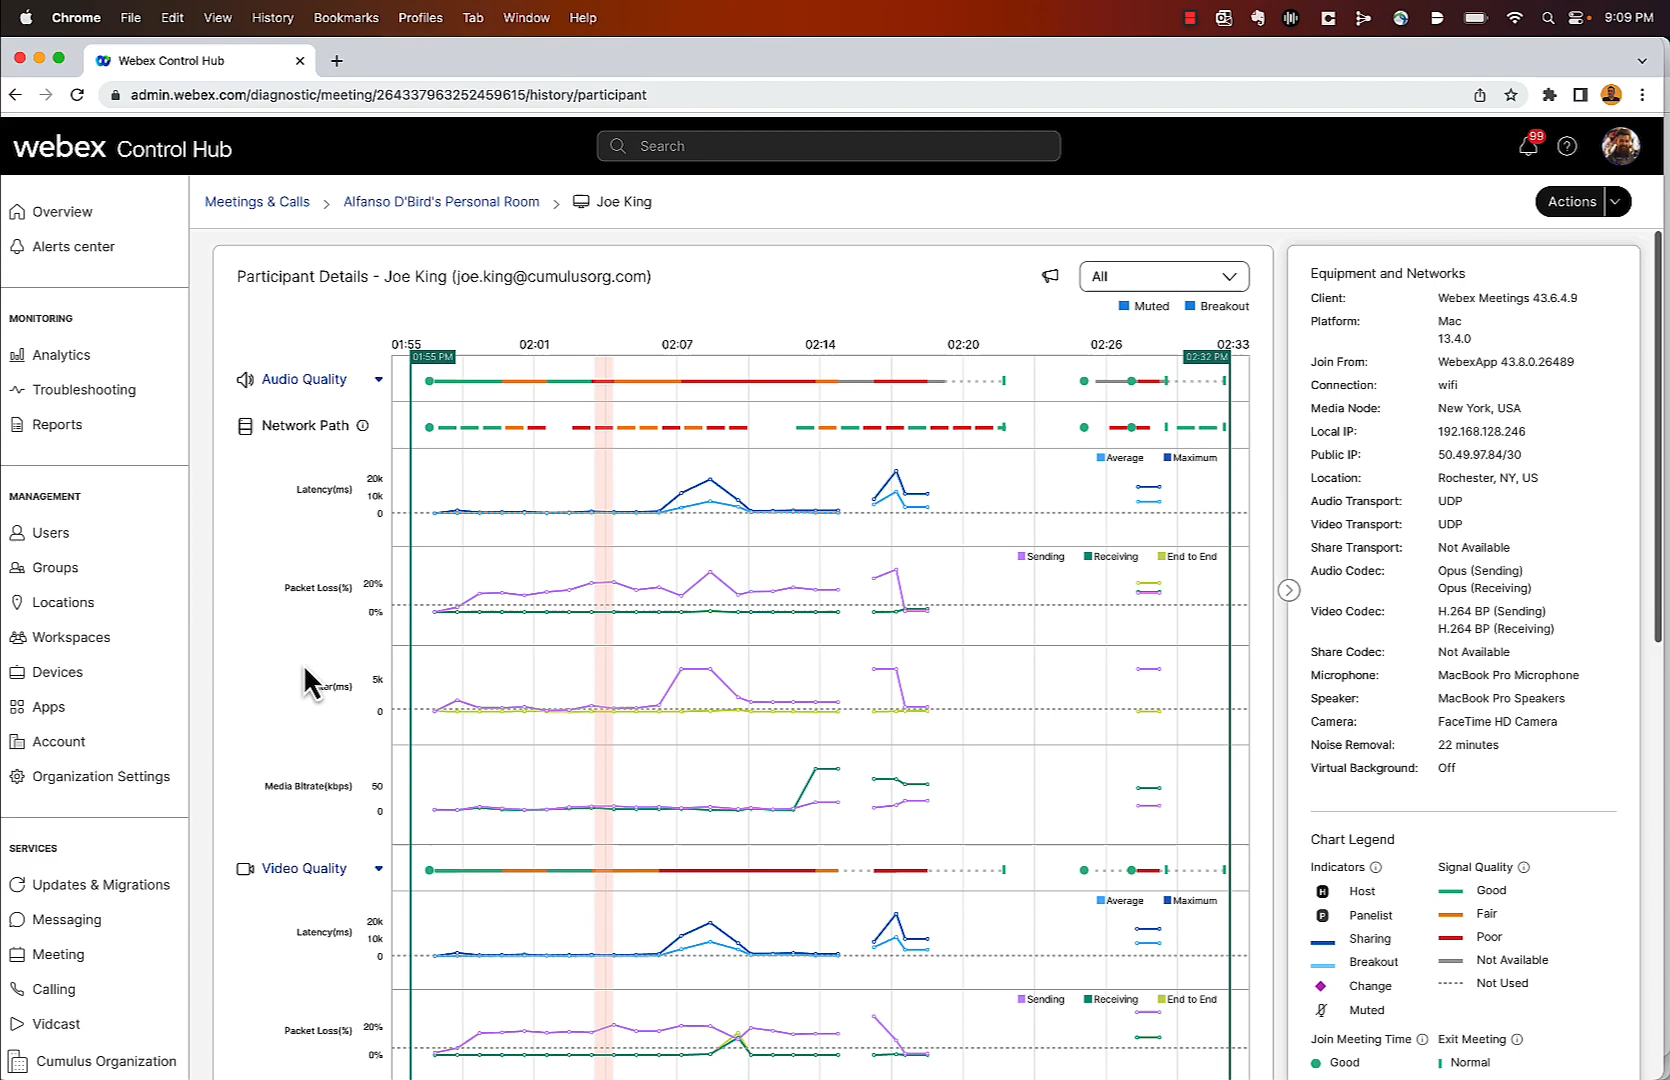 Chrome File Edit View History Bookmarks Profiles Tab Window Help 9:09 PM
Webex Control Hub
admin.webex.com/diagnostic/meeting/264337963252459615/history/participant
webex Control Hub
Search
99
Overview
Alerts center
MONITORING
Analytics
Troubleshooting
Reports
MANAGEMENT
Users
Groups
Locations
Workspaces
Devices
Apps
Account
Organization Settings
SERVICES
Updates & Migrations
Messaging
Meeting
Calling
Vidcast
Cumulus Organization
Meetings & Calls > Alfanso D'Bird's Personal Room > Joe King
Actions
Participant Details - Joe King (joe.king@cumulusorg.com)
All
Muted Breakout
01:55 02:01 02:07 02:14 02:20 02:26 02:33
01:55 PM 02:32 PM
Audio Quality
Network Path
Average Maximum
Latency(ms)
20k
10k
0
Sending Receiving End to End
Packet Loss(%)
20%
0%
er(ms)
5k
0
Media Bitrate(kbps)
50
0
Video Quality
Average Maximum
Latency(ms)
20k
10k
0
Sending Receiving End to End
Packet Loss(%)
20%
0%
Equipment and Networks
Client: Webex Meetings 43.6.4.9
Platform: Mac
13.4.0
Join From: WebexApp 43.8.0.26489
Connection: wifi
Media Node: New York, USA
Local IP: 192.168.128.246
Public IP: 50.49.97.84/30
Location: Rochester, NY, US
Audio Transport: UDP
Video Transport: UDP
Share Transport: Not Available
Audio Codec: Opus (Sending)
Opus (Receiving)
Video Codec: H.264 BP (Sending)
H.264 BP (Receiving)
Share Codec: Not Available
Microphone: MacBook Pro Microphone
Speaker: MacBook Pro Speakers
Camera: FaceTime HD Camera
Noise Removal: 22 minutes
Virtual Background: Off
Chart Legend
Indicators Signal Quality
H Host Good
P Panelist Fair
Sharing Poor
Breakout Not Available
Change Not Used
Muted
Join Meeting Time Exit Meeting
Good Normal